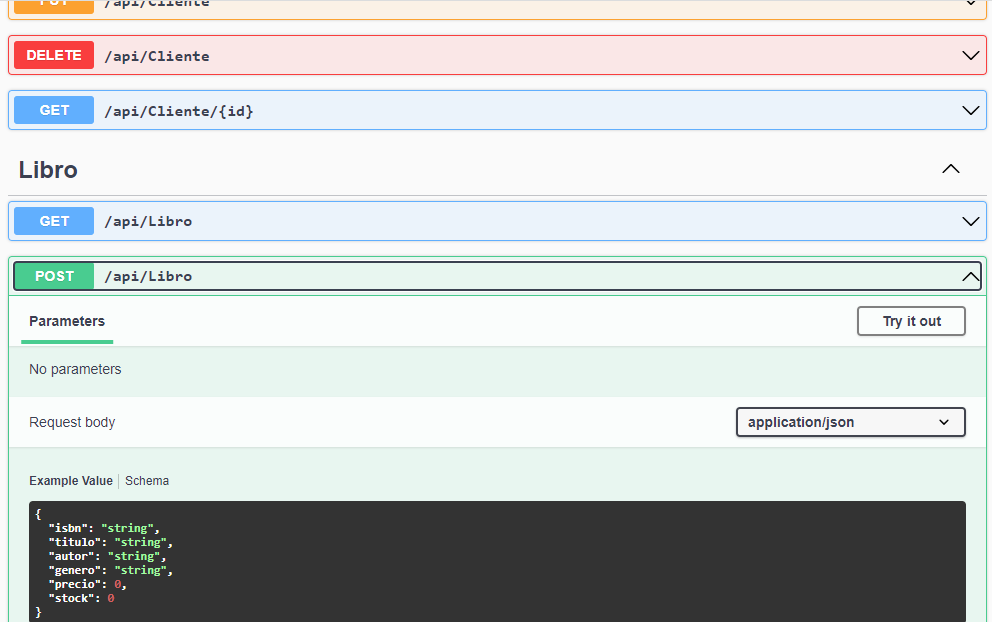 PUT /api/Cliente
DELETE /api/Cliente
GET /api/Cliente/{id}
Libro
GET /api/Libro
POST /api/Libro
Parameters
Try it out
No parameters
Request body
application/json
Example Value Schema
{
"isbn": "string",
"titulo": "string",
"autor": "string",
"genero": "string",
"precio": 0,
"stock": 0
}